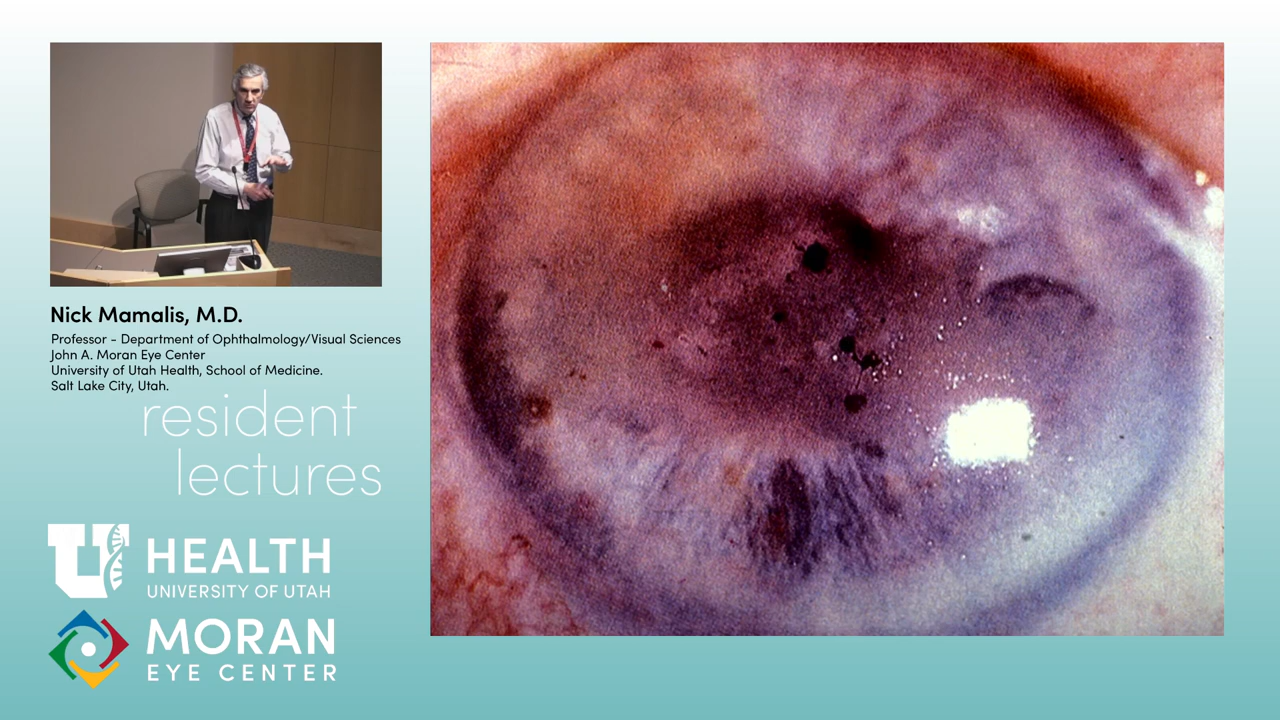 Nick Mamalis, M.D.
Professor - Department of Ophthalmology/Visual Sciences
John A. Moran Eye Center
University of Utah Health, School of Medicine.
Salt Lake City, Utah.
resident
lectures
U HEALTH
UNIVERSITY OF UTAH
MORAN
EYE CENTER